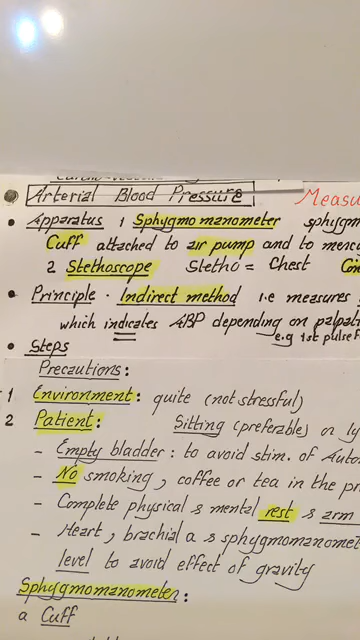 Arterial Blood Pressure
Measu
• Apparatus 1 Sphygmomanometer sphygm
Cuff attached to air pump and to merc
2 Stethoscope Stetho = Chest
• Principle · Indirect method i.e measures
which indicates ABP depending on palpat
e.g 1st pulse F
• Steps
Precautions:
1 Environment: quite (not stressful)
2 Patient: Sitting (preferable) or ly
- Empty bladder: to avoid stim. of Auto
- No smoking, coffee or tea in the pr
- Complete physical & mental rest & arm
- Heart, brachial a & sphygmomanomet
level to avoid effect of gravity
Sphygmomanometer:
a Cuff